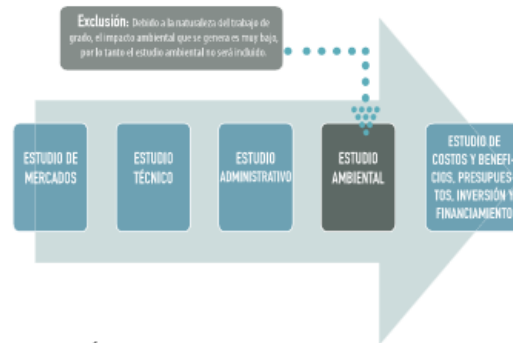 Exclusión: Debido a la naturaleza del trabajo de
grado, el impacto ambiental que se genera es muy bajo,
por lo tanto el estudio ambiental no será incluido.
ESTUDIO DE
MERCADOS
ESTUDIO
TÉCNICO
ESTUDIO
ADMINISTRATIVO
ESTUDIO
AMBIENTAL
ESTUDIO DE
COSTOS Y BENEFI-
CIOS, PRESUPUES-
TOS, INVERSIÓN Y
FINANCIAMIENTO